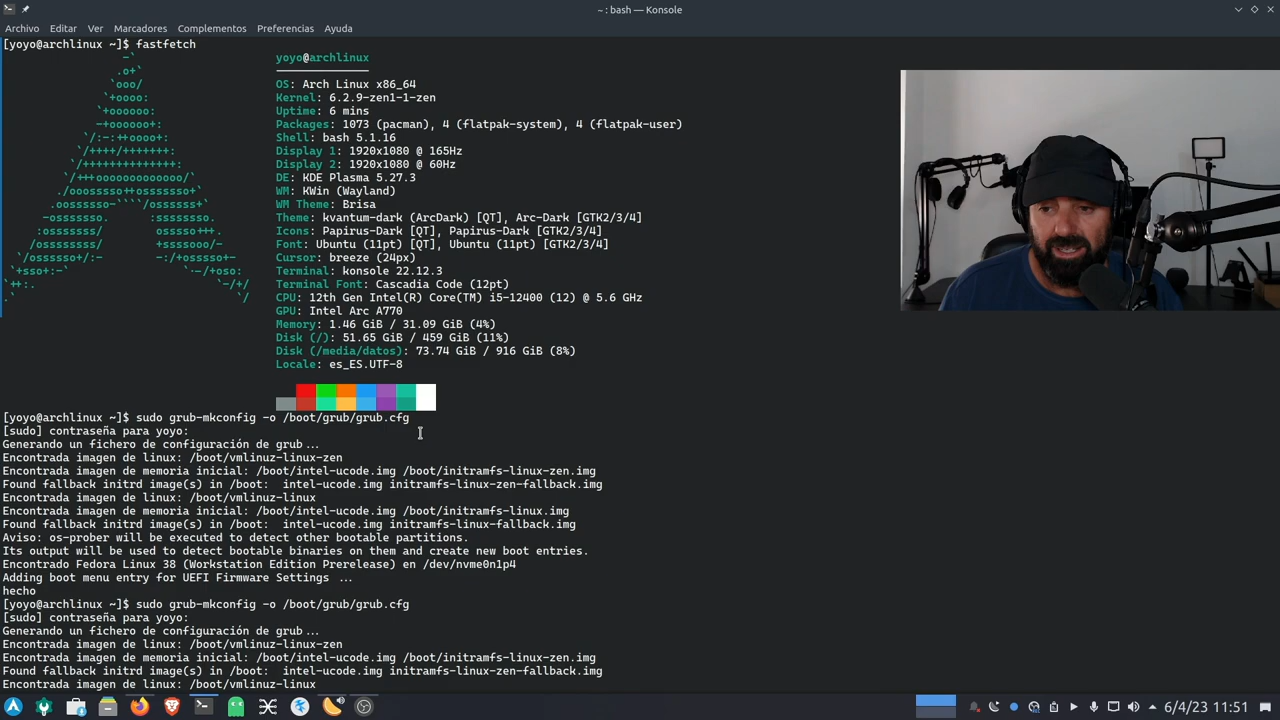 ~ : bash — Konsole
Archivo Editar Ver Marcadores Complementos Preferencias Ayuda
[yoyo@archlinux ~]$ fastfetch
yoyo@archlinux
OS: Arch Linux x86_64
Kernel: 6.2.9-zen1-1-zen
Uptime: 6 mins
Packages: 1073 (pacman), 4 (flatpak-system), 4 (flatpak-user)
Shell: bash 5.1.16
Display 1: 1920x1080 @ 165Hz
Display 2: 1920x1080 @ 60Hz
DE: KDE Plasma 5.27.3
WM: KWin (Wayland)
WM Theme: Brisa
Theme: kvantum-dark (ArcDark) [QT], Arc-Dark [GTK2/3/4]
Icons: Papirus-Dark [QT], Papirus-Dark [GTK2/3/4]
Font: Ubuntu (11pt) [QT], Ubuntu (11pt) [GTK2/3/4]
Cursor: breeze (24px)
Terminal: konsole 22.12.3
Terminal Font: Cascadia Code (12pt)
CPU: 12th Gen Intel(R) Core(TM) i5-12400 (12) @ 5.6 GHz
GPU: Intel Arc A770
Memory: 1.46 GiB / 31.09 GiB (4%)
Disk (/): 51.65 GiB / 459 GiB (11%)
Disk (/media/datos): 73.74 GiB / 916 GiB (8%)
Locale: es_ES.UTF-8
[yoyo@archlinux ~]$ sudo grub-mkconfig -o /boot/grub/grub.cfg
[sudo] contraseña para yoyo:
Generando un fichero de configuración de grub...
Encontrada imagen de linux: /boot/vmlinuz-linux-zen
Encontrada imagen de memoria inicial: /boot/intel-ucode.img /boot/initramfs-linux-zen.img
Found fallback initrd image(s) in /boot:  intel-ucode.img initramfs-linux-zen-fallback.img
Encontrada imagen de linux: /boot/vmlinuz-linux
Encontrada imagen de memoria inicial: /boot/intel-ucode.img /boot/initramfs-linux.img
Found fallback initrd image(s) in /boot:  intel-ucode.img initramfs-linux-fallback.img
Aviso: os-prober will be executed to detect other bootable partitions.
Its output will be used to detect bootable binaries on them and create new boot entries.
Encontrado Fedora Linux 38 (Workstation Edition Prerelease) en /dev/nvme0n1p4
Adding boot menu entry for UEFI Firmware Settings ...
hecho
[yoyo@archlinux ~]$ sudo grub-mkconfig -o /boot/grub/grub.cfg
[sudo] contraseña para yoyo:
Generando un fichero de configuración de grub...
Encontrada imagen de linux: /boot/vmlinuz-linux-zen
Encontrada imagen de memoria inicial: /boot/intel-ucode.img /boot/initramfs-linux-zen.img
Found fallback initrd image(s) in /boot:  intel-ucode.img initramfs-linux-zen-fallback.img
Encontrada imagen de linux: /boot/vmlinuz-linux
6/4/23 11:51